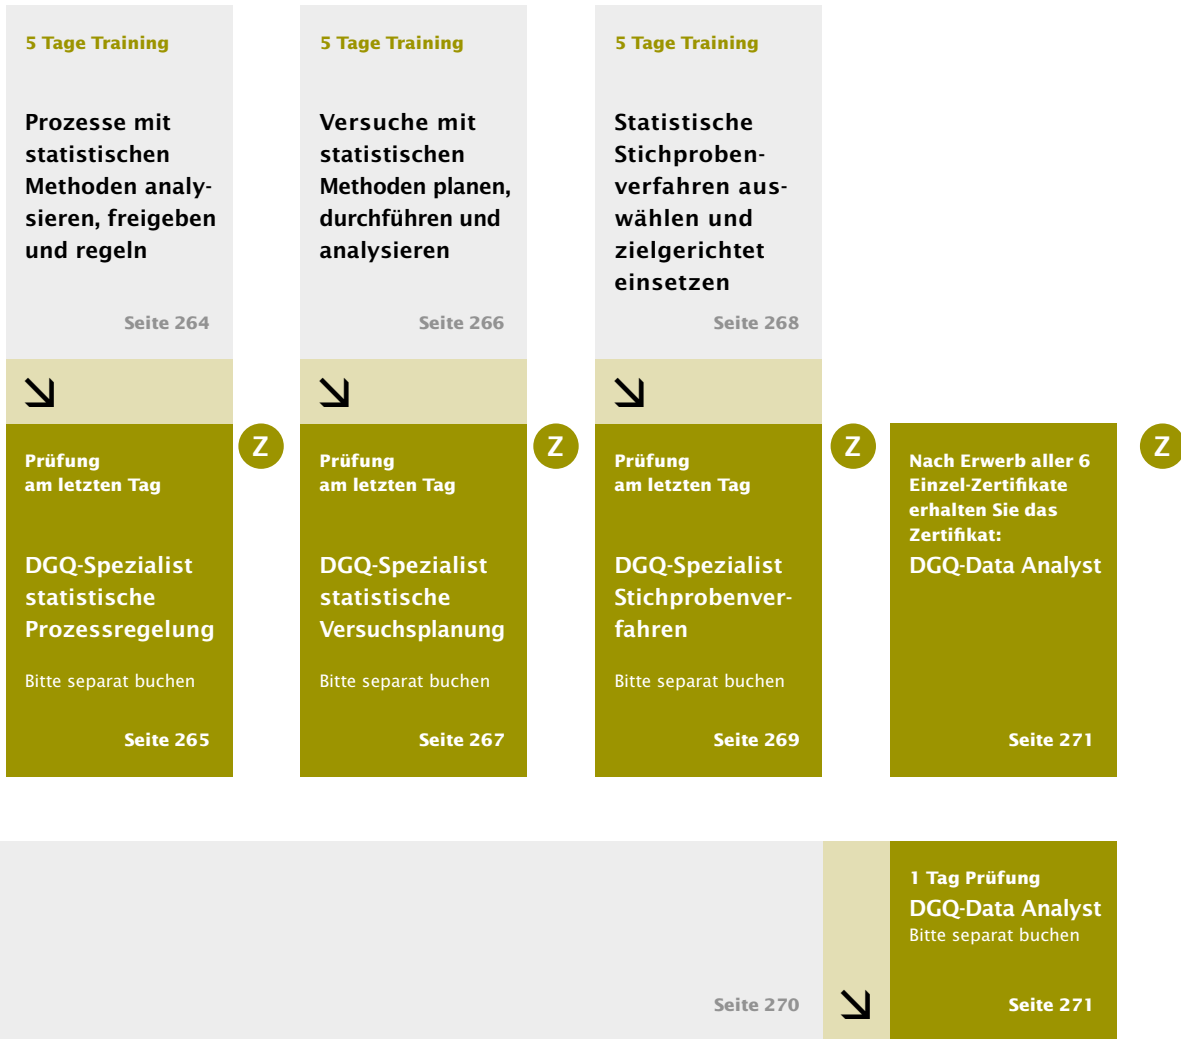 5 Tage Training
Prozesse mit
statistischen
Methoden analy-
sieren, freigeben
und regeln
Seite 264
Prüfung
am letzten Tag
DGQ-Spezialist
statistische
Prozessregelung
Bitte separat buchen
Seite 265
Z
5 Tage Training
Versuche mit
statistischen
Methoden planen,
durchführen und
analysieren
Seite 266
Prüfung
am letzten Tag
DGQ-Spezialist
statistische
Versuchsplanung
Bitte separat buchen
Seite 267
Z
5 Tage Training
Statistische
Stichproben-
verfahren aus-
wählen und
zielgerichtet
einsetzen
Seite 268
Prüfung
am letzten Tag
DGQ-Spezialist
Stichprobenver-
fahren
Bitte separat buchen
Seite 269
Z
Nach Erwerb aller 6
Einzel-Zertifikate
erhalten Sie das
Zertifikat:
DGQ-Data Analyst
Seite 271
Z
Seite 270
1 Tag Prüfung
DGQ-Data Analyst
Bitte separat buchen
Seite 271